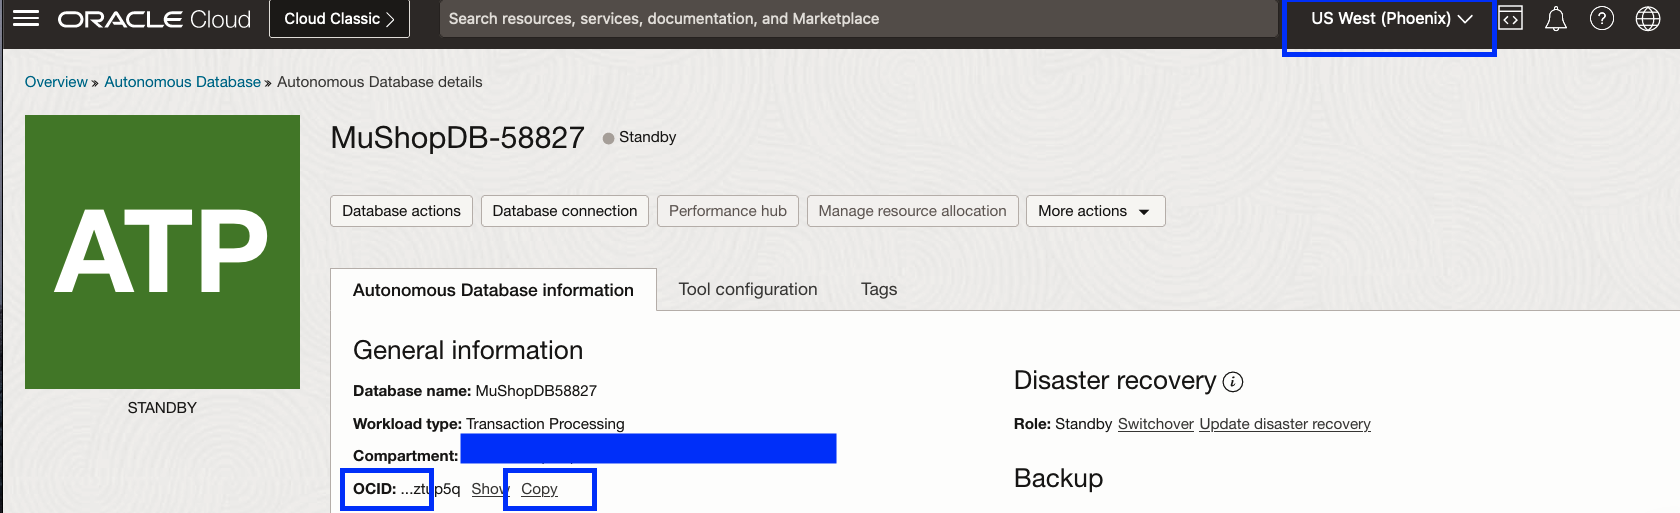 ORACLE Cloud
Cloud Classic >
Search resources, services, documentation, and Marketplace
US West (Phoenix)
Overview » Autonomous Database » Autonomous Database details
ATP
STANDBY
MuShopDB-58827
Standby
Database actions
Database connection
Performance hub
Manage resource allocation
More actions
Autonomous Database information
Tool configuration
Tags
General information
Database name: MuShopDB58827
Workload type: Transaction Processing
Compartment:
OCID: ...ztup5q Show Copy
Disaster recovery
Role: Standby Switchover Update disaster recovery
Backup